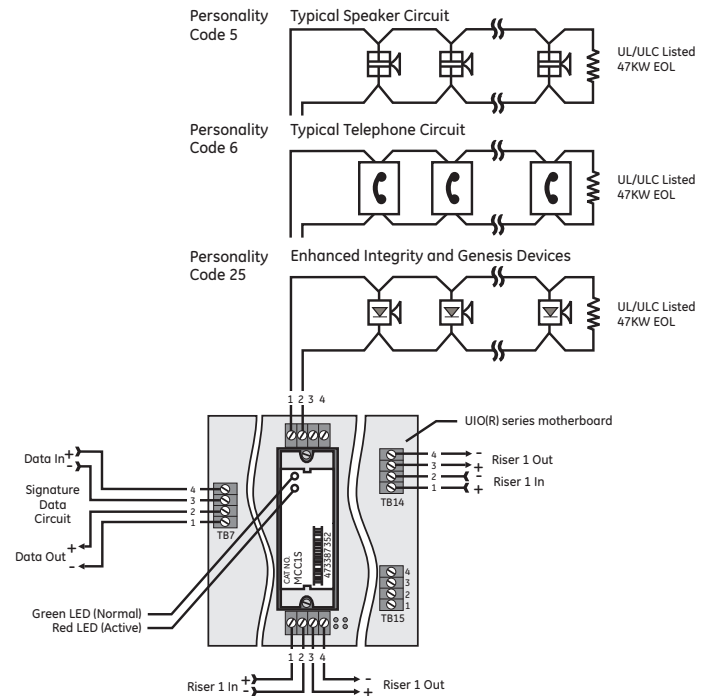 Personality Code 5
Typical Speaker Circuit
UL/ULC Listed
47KW EOL
Personality Code 6
Typical Telephone Circuit
UL/ULC Listed
47KW EOL
Personality Code 25
Enhanced Integrity and Genesis Devices
UL/ULC Listed
47KW EOL
1 2 3 4
UIO(R) series motherboard
Data In
+
-
Signature
Data
Circuit
Data Out
+
-
4
3
2
1
TB7
4
3
2
1
TB14
-
+
-
+
Riser 1 Out
Riser 1 In
CAT NO.
MCC1S
473387352
4
3
2
1
TB15
Green LED (Normal)
Red LED (Active)
1 2 3 4
Riser 1 In
+
-
-
+
Riser 1 Out